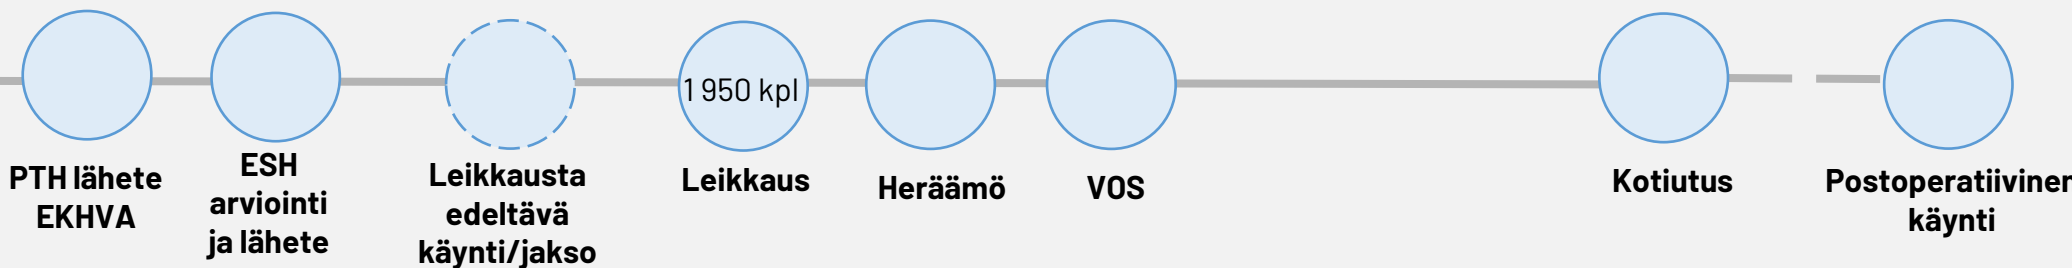 PTH lähete
EKHVA
ESH
arviointi
ja lähete
Leikkausta
edeltävä
käynti/jakso
1 950 kpl
Leikkaus
Heräämö
VOS
Kotiutus
Postoperatiivinen
käynti